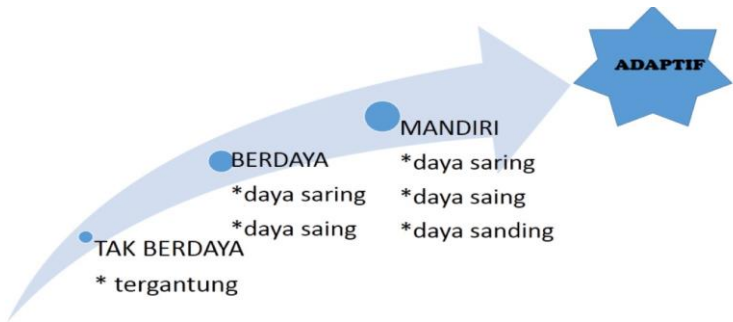 ADAPTIF
MANDIRI
*daya saring
*daya saing
*daya sanding
BERDAYA
*daya saring
*daya saing
TAK BERDAYA
* tergantung